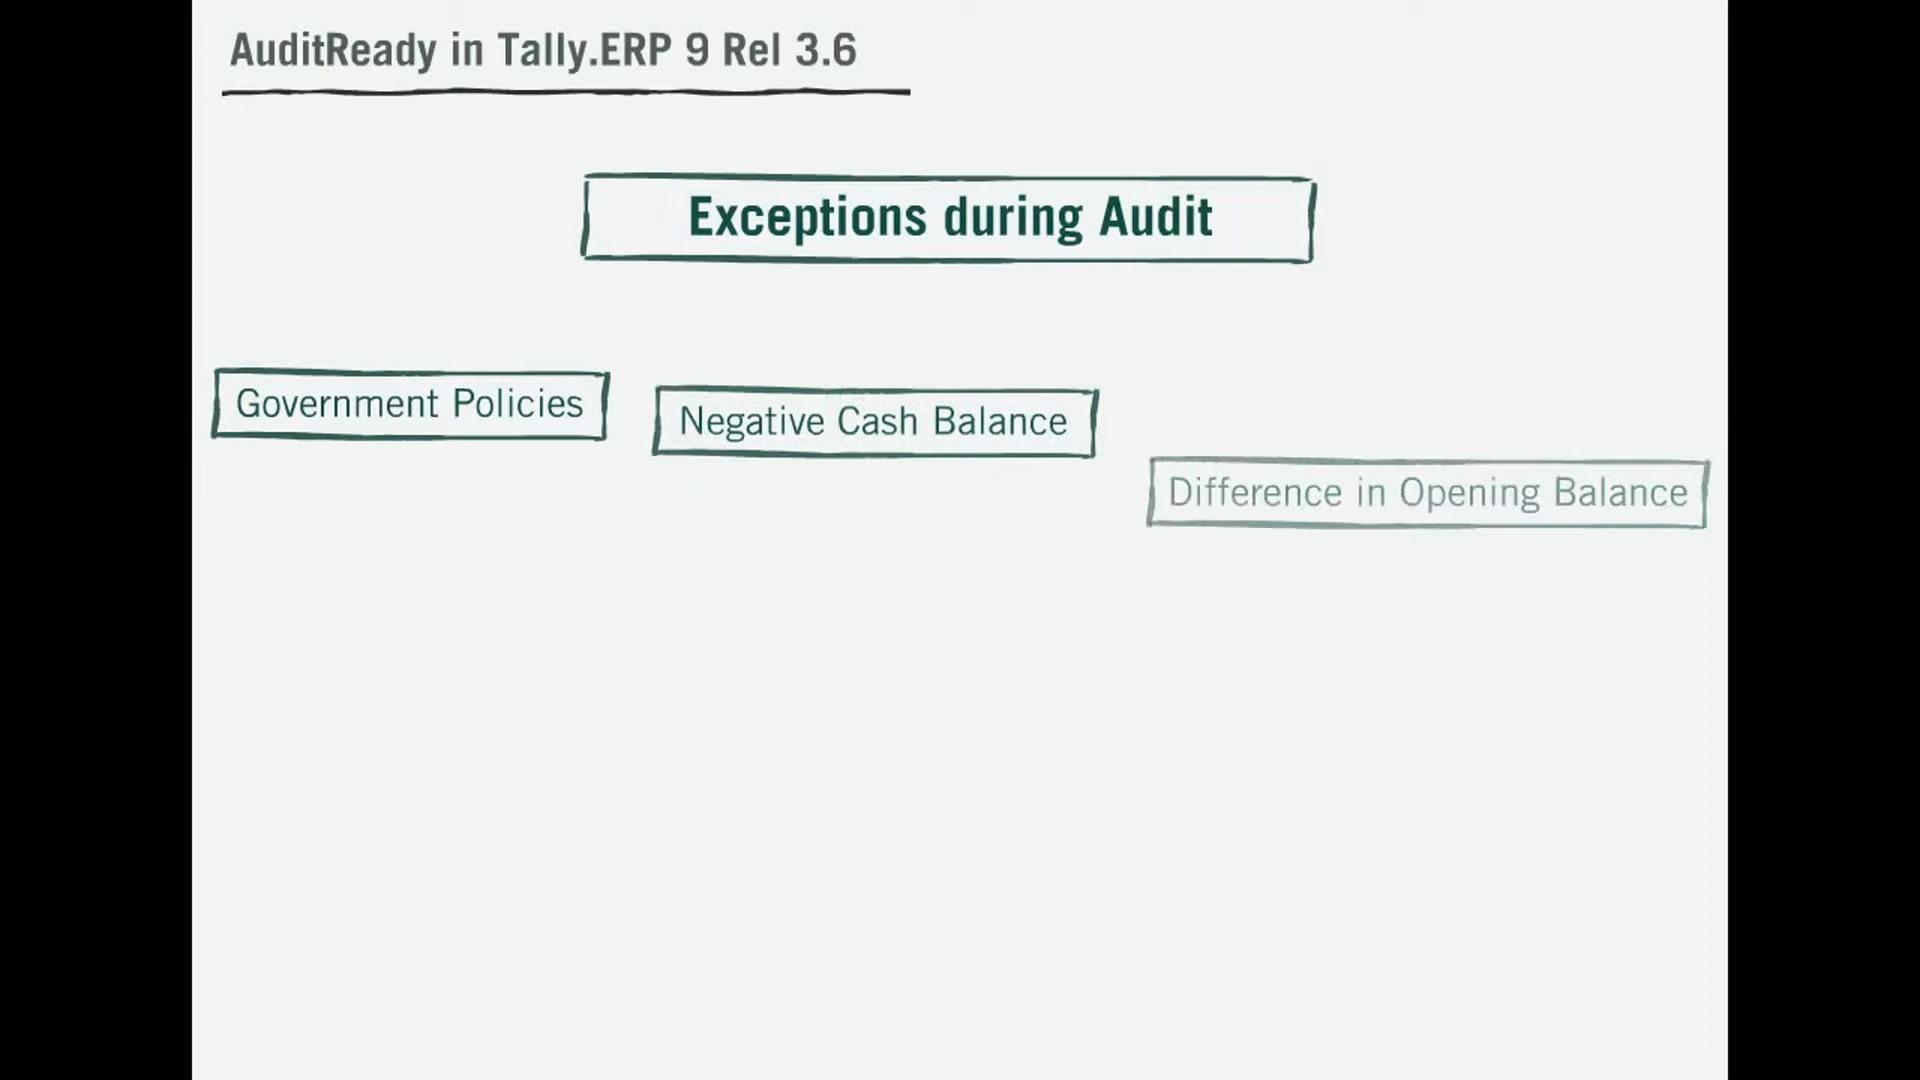 AuditReady in Tally.ERP 9 Rel 3.6
Exceptions during Audit
Government Policies
Negative Cash Balance
Difference in Opening Balance